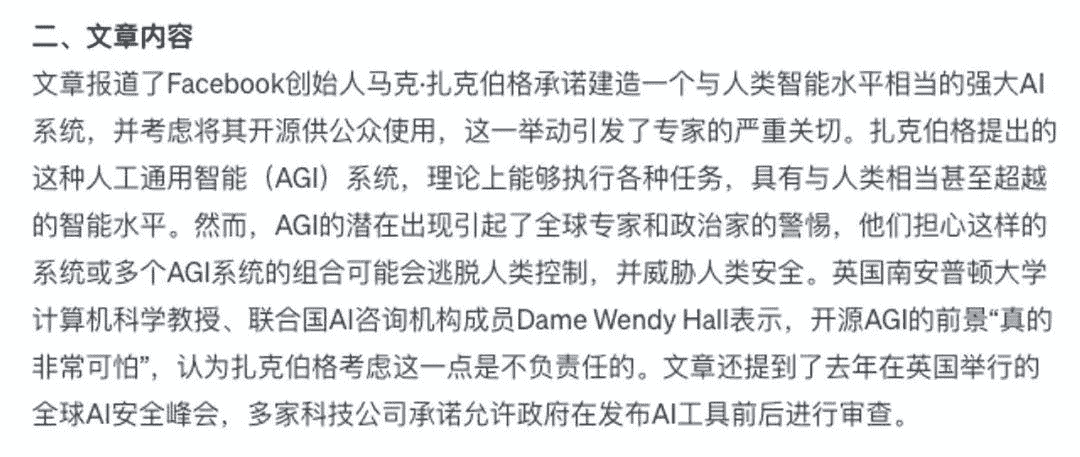 二、文章内容
文章报道了Facebook创始人马克·扎克伯格承诺建造一个与人类智能水平相当的强大AI
系统，并考虑将其开源供公众使用，这一举动引发了专家的严重关切。扎克伯格提出的
这种人工通用智能（AGI）系统，理论上能够执行各种任务，具有与人类相当甚至超越
的智能水平。然而，AGI的潜在出现引起了全球专家和政治家的警惕，他们担心这样的
系统或多个AGI系统的组合可能会逃脱人类控制，并威胁人类安全。英国南安普顿大学
计算机科学教授、联合国AI咨询机构成员Dame Wendy Hall表示，开源AGI的前景“真的
非常可怕”，认为扎克伯格考虑这一点是不负责任的。文章还提到了去年在英国举行的
全球AI安全峰会，多家科技公司承诺允许政府在发布AI工具前后进行审查。